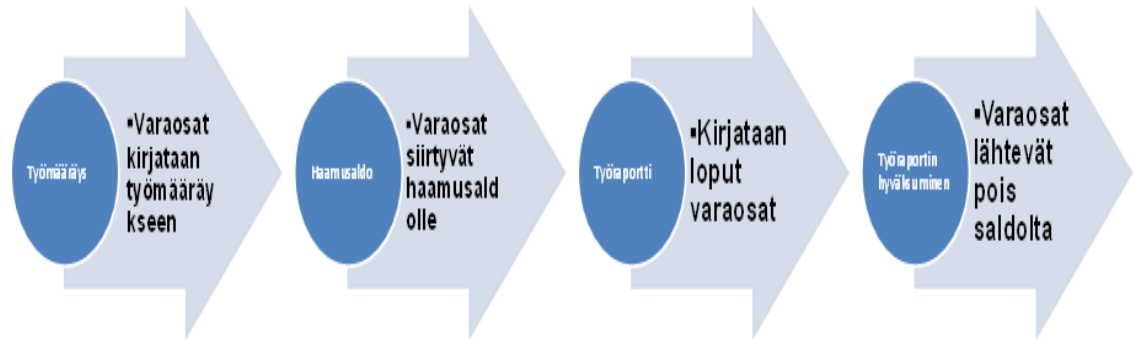 Työmääräys
▪Varaosat
kirjataan
työmääräy
kseen
Haamusaldo
▪Varaosat
siirtyvät
haamusald
olle
Työraportti
▪Kirjataan
loput
varaosat
Työraportin
hyväksuminen
▪Varaosat
lähtevät
pois
saldolta